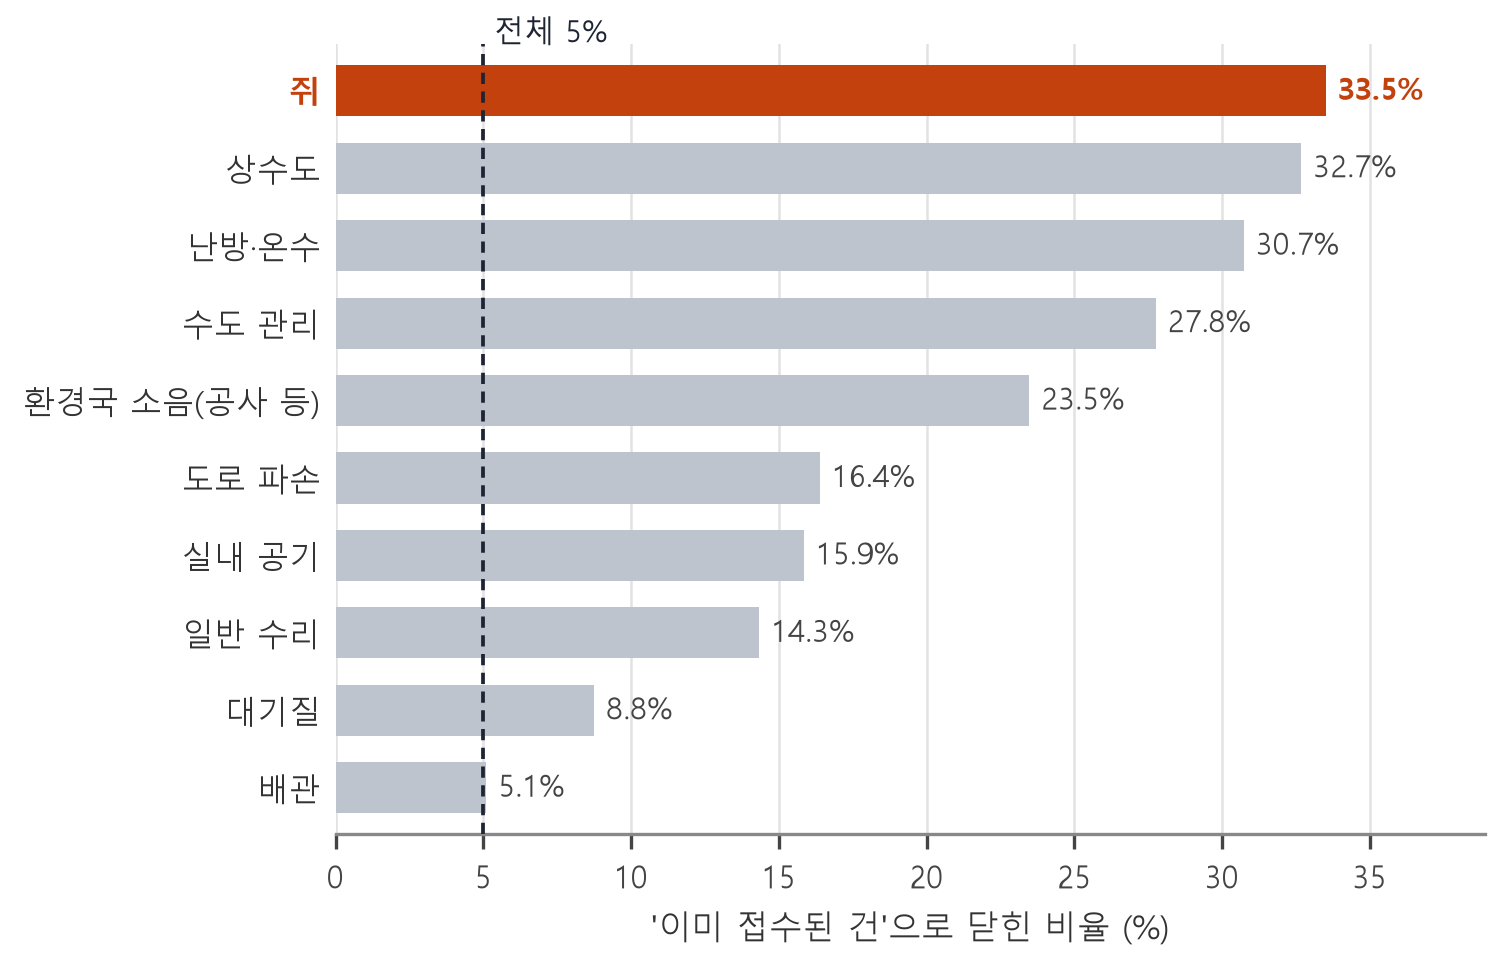 전체 5%
쥐 33.5%
상수도 32.7%
난방·온수 30.7%
수도 관리 27.8%
환경국 소음(공사 등) 23.5%
도로 파손 16.4%
실내 공기 15.9%
일반 수리 14.3%
대기질 8.8%
배관 5.1%
0 5 10 15 20 25 30 35
'이미 접수된 건'으로 닫힌 비율 (%)